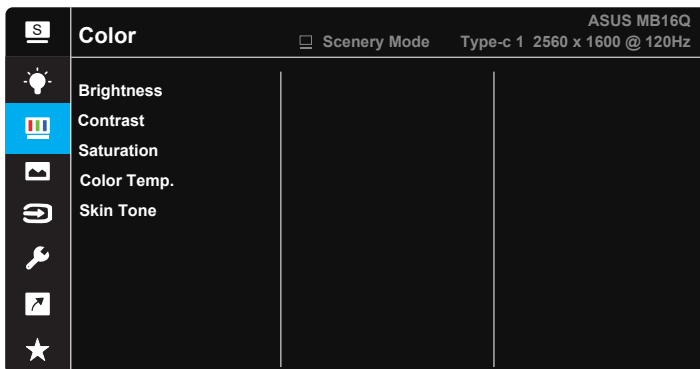 S
Color
ASUS MB16Q
Scenery Mode Type-c 1 2560 x 1600 @ 120Hz
Brightness
Contrast
Saturation
Color Temp.
Skin Tone